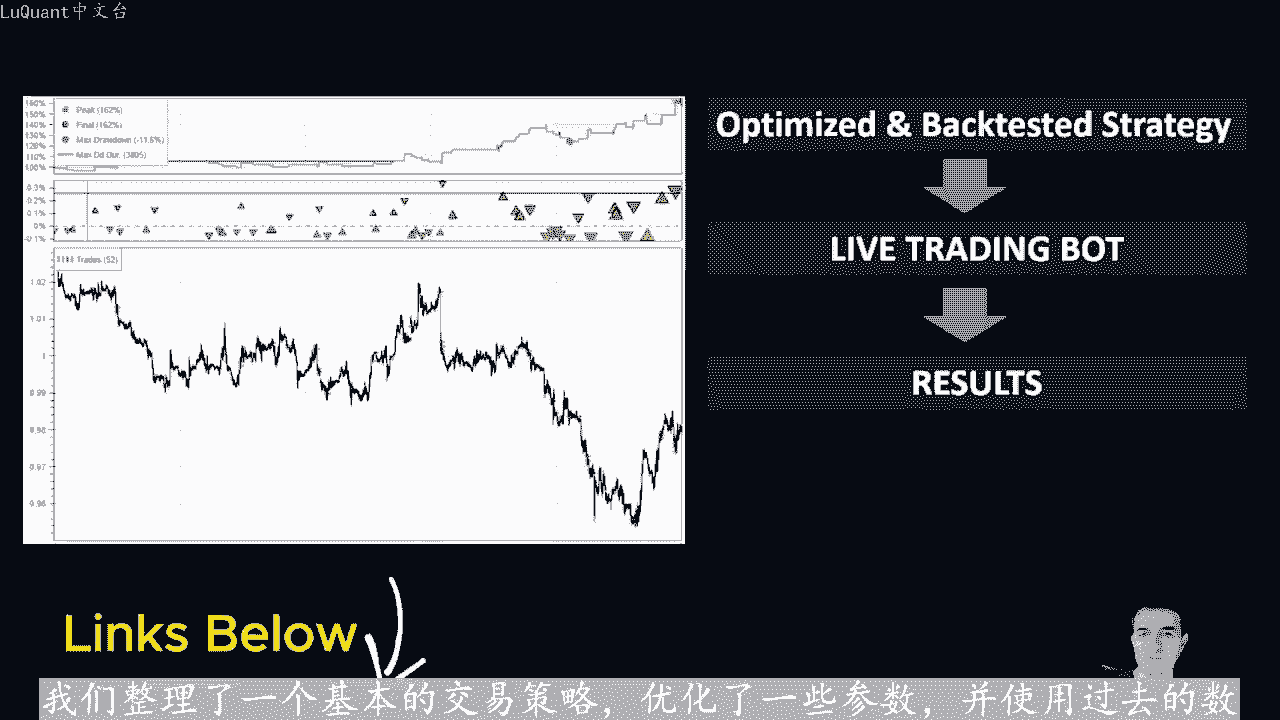 LuQuant中文台
160%
150%
140%
130%
120%
110%
100%
Peak (162%)
Final (162%)
Max Drawdown (-11.6%)
Max Dd Dur. (3805)
0.3%
0.2%
0.1%
0%
-0.1%
Trades (52)
1.02
1.01
1
0.99
0.98
0.97
0.96
Optimized & Backtested Strategy
LIVE TRADING BOT
RESULTS
Links Below
我们整理了一个基本的交易策略，优化了一些参数，并使用过去的数